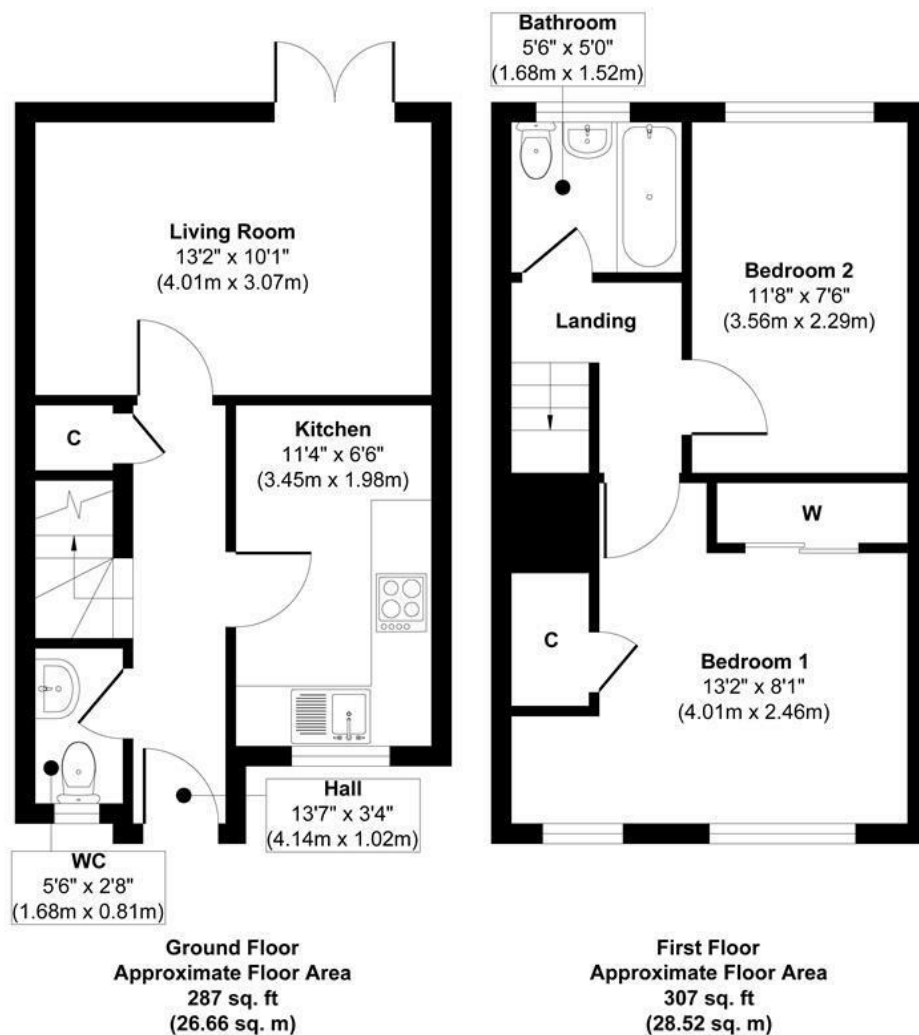 Bathroom
5'6" x 5'0"
(1.68m x 1.52m)
Living Room
13'2" x 10'1"
(4.01m x 3.07m)
Bedroom 2
11'8" x 7'6"
(3.56m x 2.29m)
Landing
C
Kitchen
11'4" x 6'6"
(3.45m x 1.98m)
W
C
Bedroom 1
13'2" x 8'1"
(4.01m x 2.46m)
Hall
13'7" x 3'4"
(4.14m x 1.02m)
WC
5'6" x 2'8"
(1.68m x 0.81m)
Ground Floor
Approximate Floor Area
287 sq. ft
(26.66 sq. m)
First Floor
Approximate Floor Area
307 sq. ft
(28.52 sq. m)